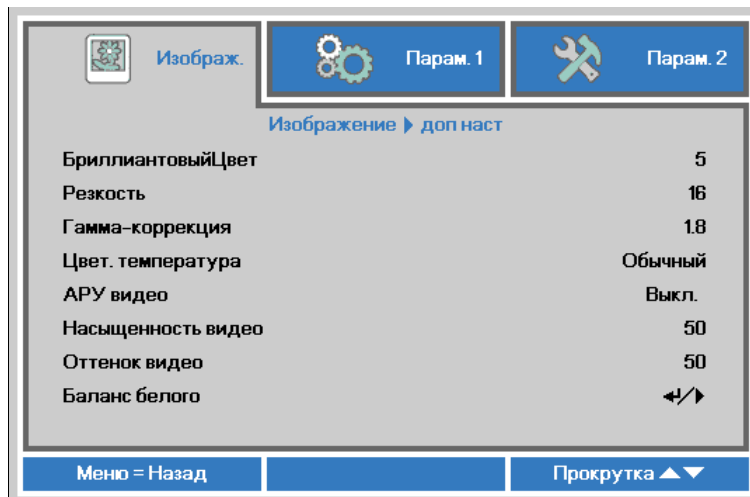 Изображ. Парам. 1 Парам. 2
Изображение доп наст
БриллиантовыйЦвет 5
Резкость 16
Гамма-коррекция 1.8
Цвет. температура Обычный
АРУ видео Выкл.
Насыщенность видео 50
Оттенок видео 50
Баланс белого
Меню = Назад Прокрутка